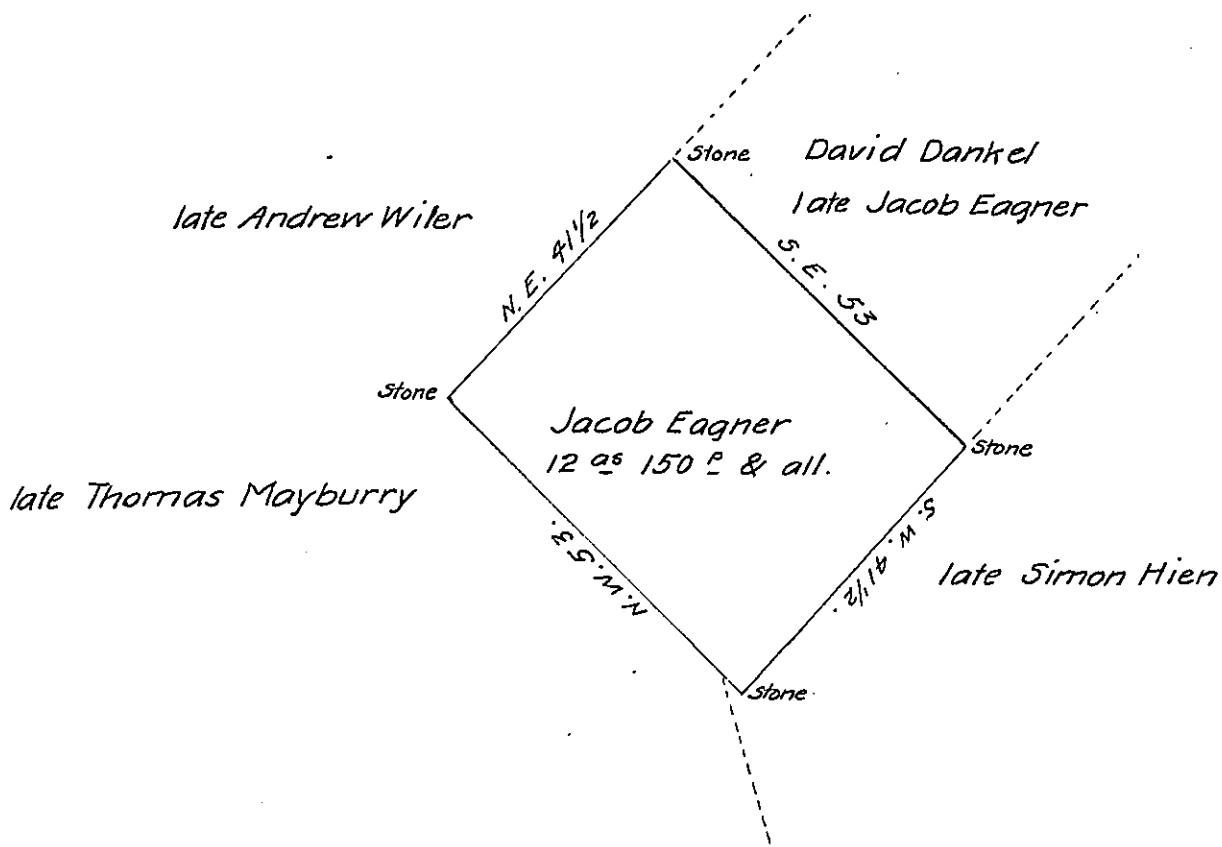 Stone
David Dankel
late Jacob Eagner
late Andrew Wiler
N.E. 41 1/2
S.E. 53
Stone
Jacob Eagner
12 as 150 p & all.
Stone
late Thomas Mayburry
N.W. 53.
S.W. 41 1/2.
late Simon Hien
Stone